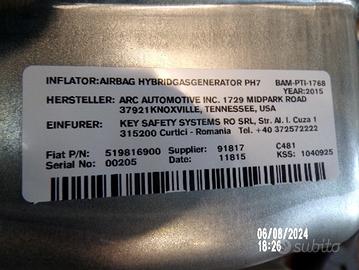 INFLATOR:AIRBAG HYBRIDGASGENERATOR PH7 BAM-PTI-1768
YEAR:2015
HERSTELLER: ARC AUTOMOTIVE INC. 1729 MIDPARK ROAD
37921KNOXVILLE, TENNESSEE, USA
EINFURER: KEY SAFETY SYSTEMS RO SRL, Str. Al. I. Cuza 1
315200 Curtici - Romania Tel. +40 372572222
Fiat P/N: 519816900 Supplier: 91817 C481
Serial No: 00205 Date: 11815 KSS: 1040925
06/08/2024
18:26
subito